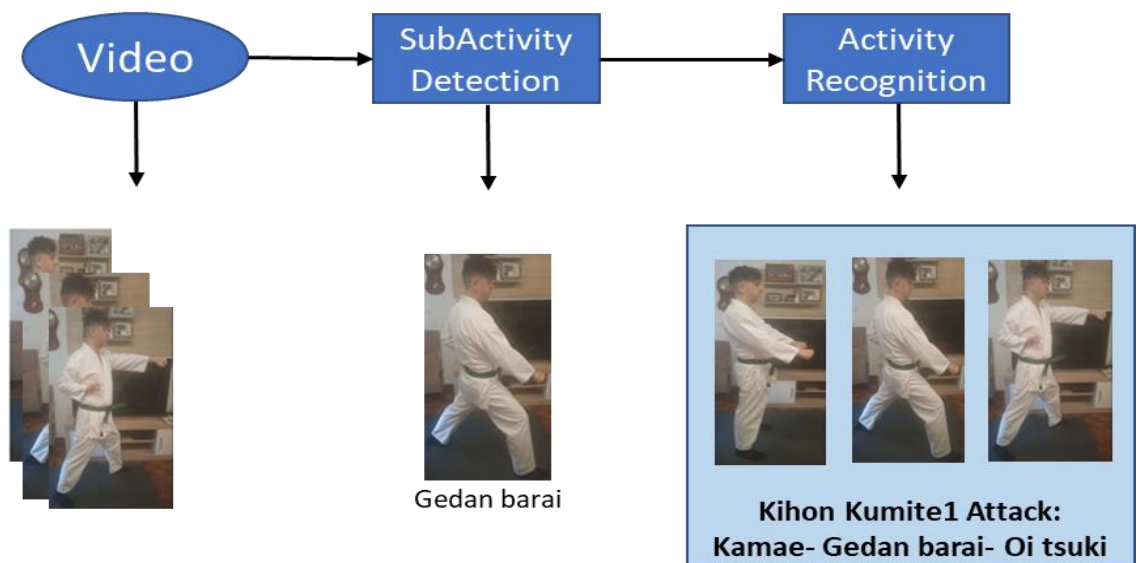 Video
SubActivity
Detection
Activity
Recognition
Gedan barai
Kihon Kumite1 Attack:
Kamae- Gedan barai- Oi tsuki